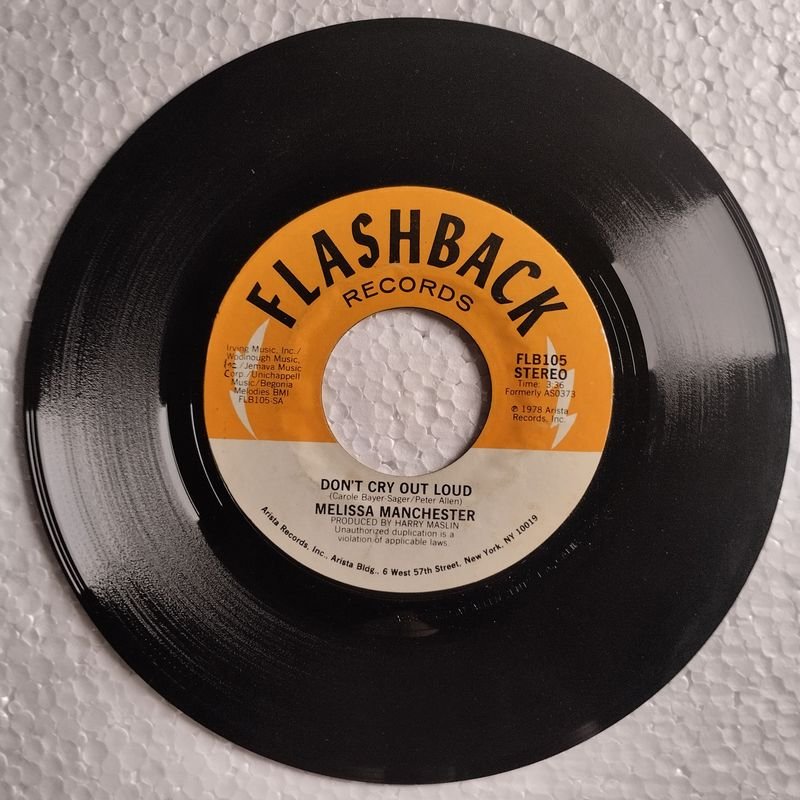 FLASHBACK
RECORDS
Irving Music, Inc./
Woolnough Music,
Inc./Jemava Music
Corp./Unichappell
Music/Begonia
Melodies BMI
FLB105-SA
FLB105
STEREO
Time: 3:36
Formerly AS0373
℗ 1978 Arista
Records, Inc.
DON'T CRY OUT LOUD
(Carole Bayer Sager/Peter Allen)
MELISSA MANCHESTER
PRODUCED BY HARRY MASLIN
Unauthorized duplication is a
violation of applicable laws.
Arista Records, Inc., Arista Bldg., 6 West 57th Street, New York, NY 10019